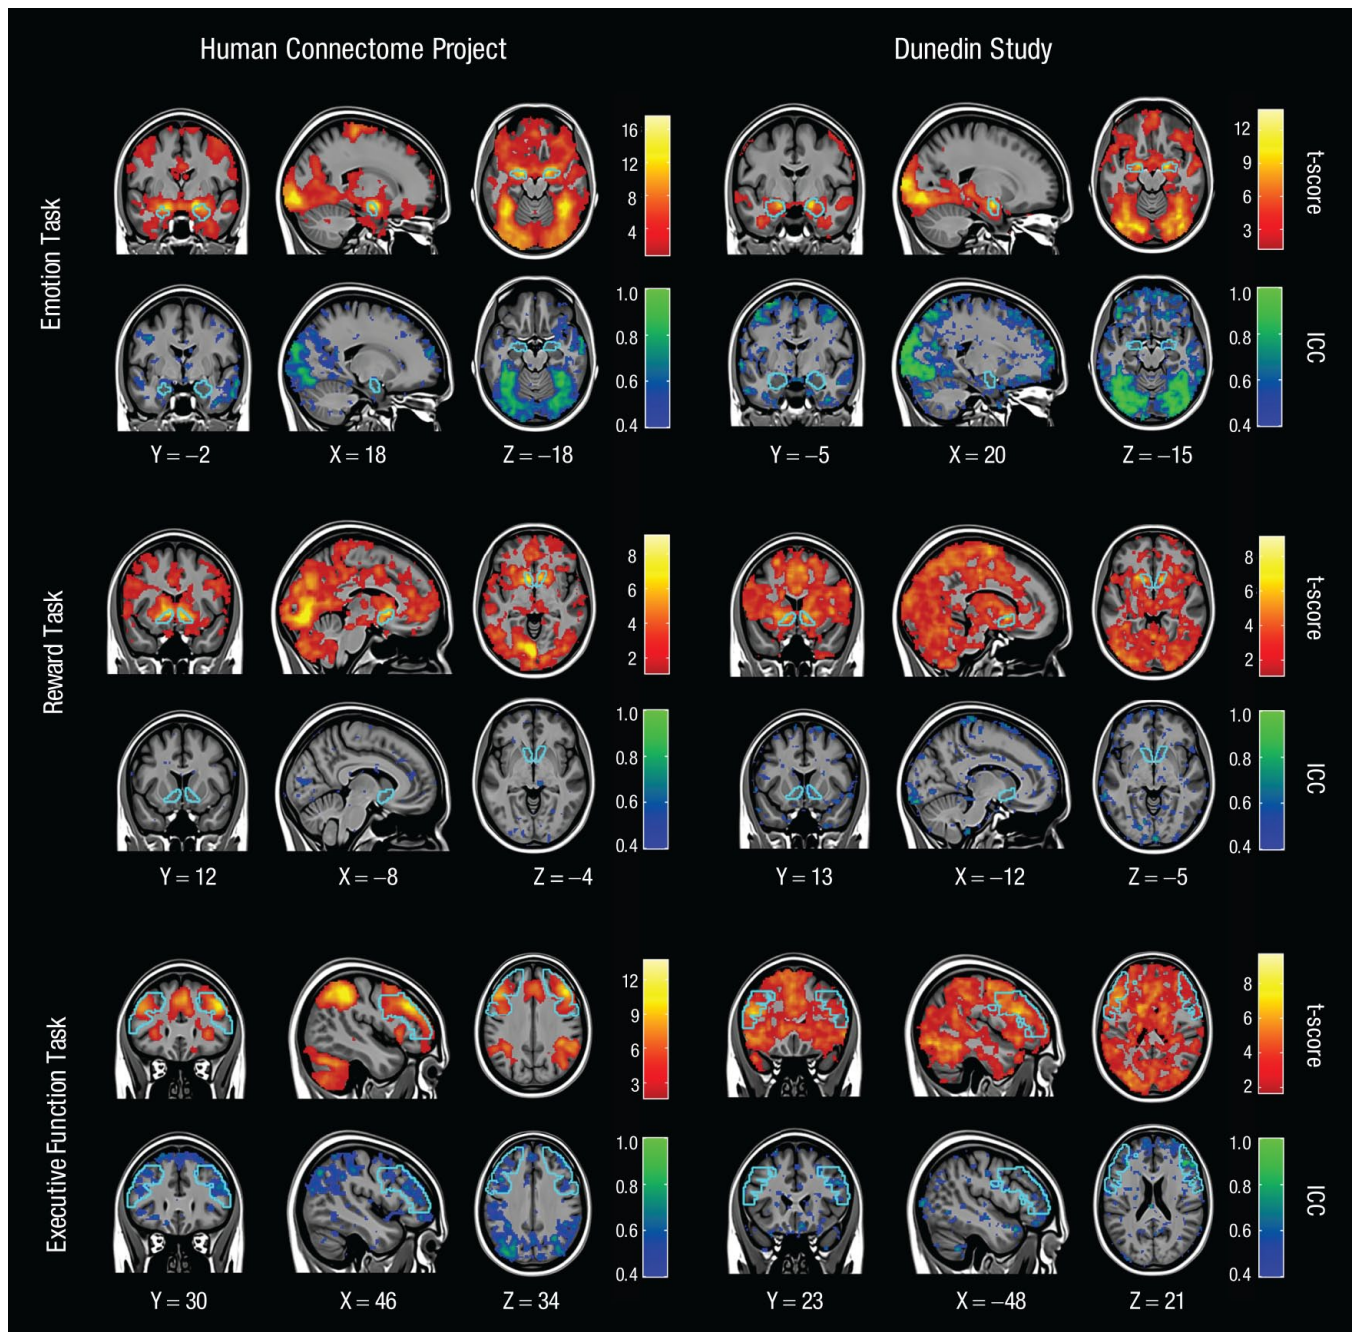 Human Connectome Project
Dunedin Study
Emotion Task
16
12
8
4
12
9
6
3
t-score
1.0
0.8
0.6
0.4
1.0
0.8
0.6
0.4
ICC
Y = −2
X = 18
Z = −18
Y = −5
X = 20
Z = −15
Reward Task
8
6
4
2
8
6
4
2
t-score
1.0
0.8
0.6
0.4
1.0
0.8
0.6
0.4
ICC
Y = 12
X = −8
Z = −4
Y = 13
X = −12
Z = −5
Executive Function Task
12
9
6
3
8
6
4
2
t-score
1.0
0.8
0.6
0.4
1.0
0.8
0.6
0.4
ICC
Y = 30
X = 46
Z = 34
Y = 23
X = −48
Z = 21